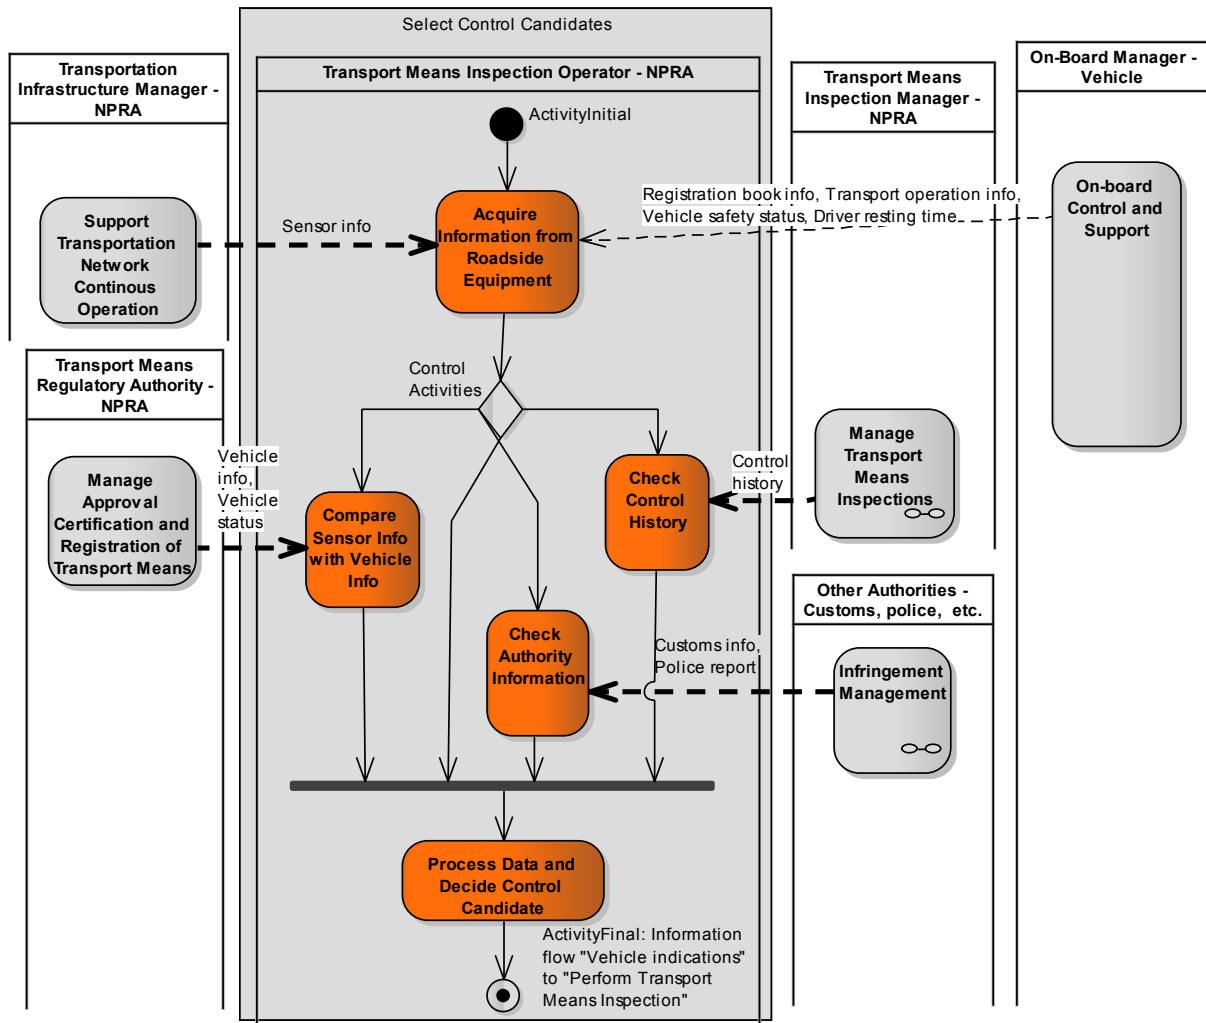 Select Control Candidates
Transportation
Infrastructure Manager -
NPRA
Transport Means Inspection Operator - NPRA
Transport Means
Inspection Manager -
NPRA
On-Board Manager -
Vehicle
ActivityInitial
Support
Transportation
Network
Continous
Operation
Sensor info
Acquire
Information from
Roadside
Equipment
Registration book info, Transport operation info,
Vehicle safety status, Driver resting time
On-board
Control and
Support
Transport Means
Regulatory Authority -
NPRA
Control
Activities
Manage
Approval
Certification and
Registration of
Transport Means
Vehicle
info,
Vehicle
status
Compare
Sensor Info
with Vehicle
Info
Check
Control
History
Control
history
Manage
Transport
Means
Inspections
Other Authorities -
Customs, police, etc.
Check
Authority
Information
Customs info,
Police report
Infringement
Management
Process Data and
Decide Control
Candidate
ActivityFinal: Information
flow "Vehicle indications"
to "Perform Transport
Means Inspection"